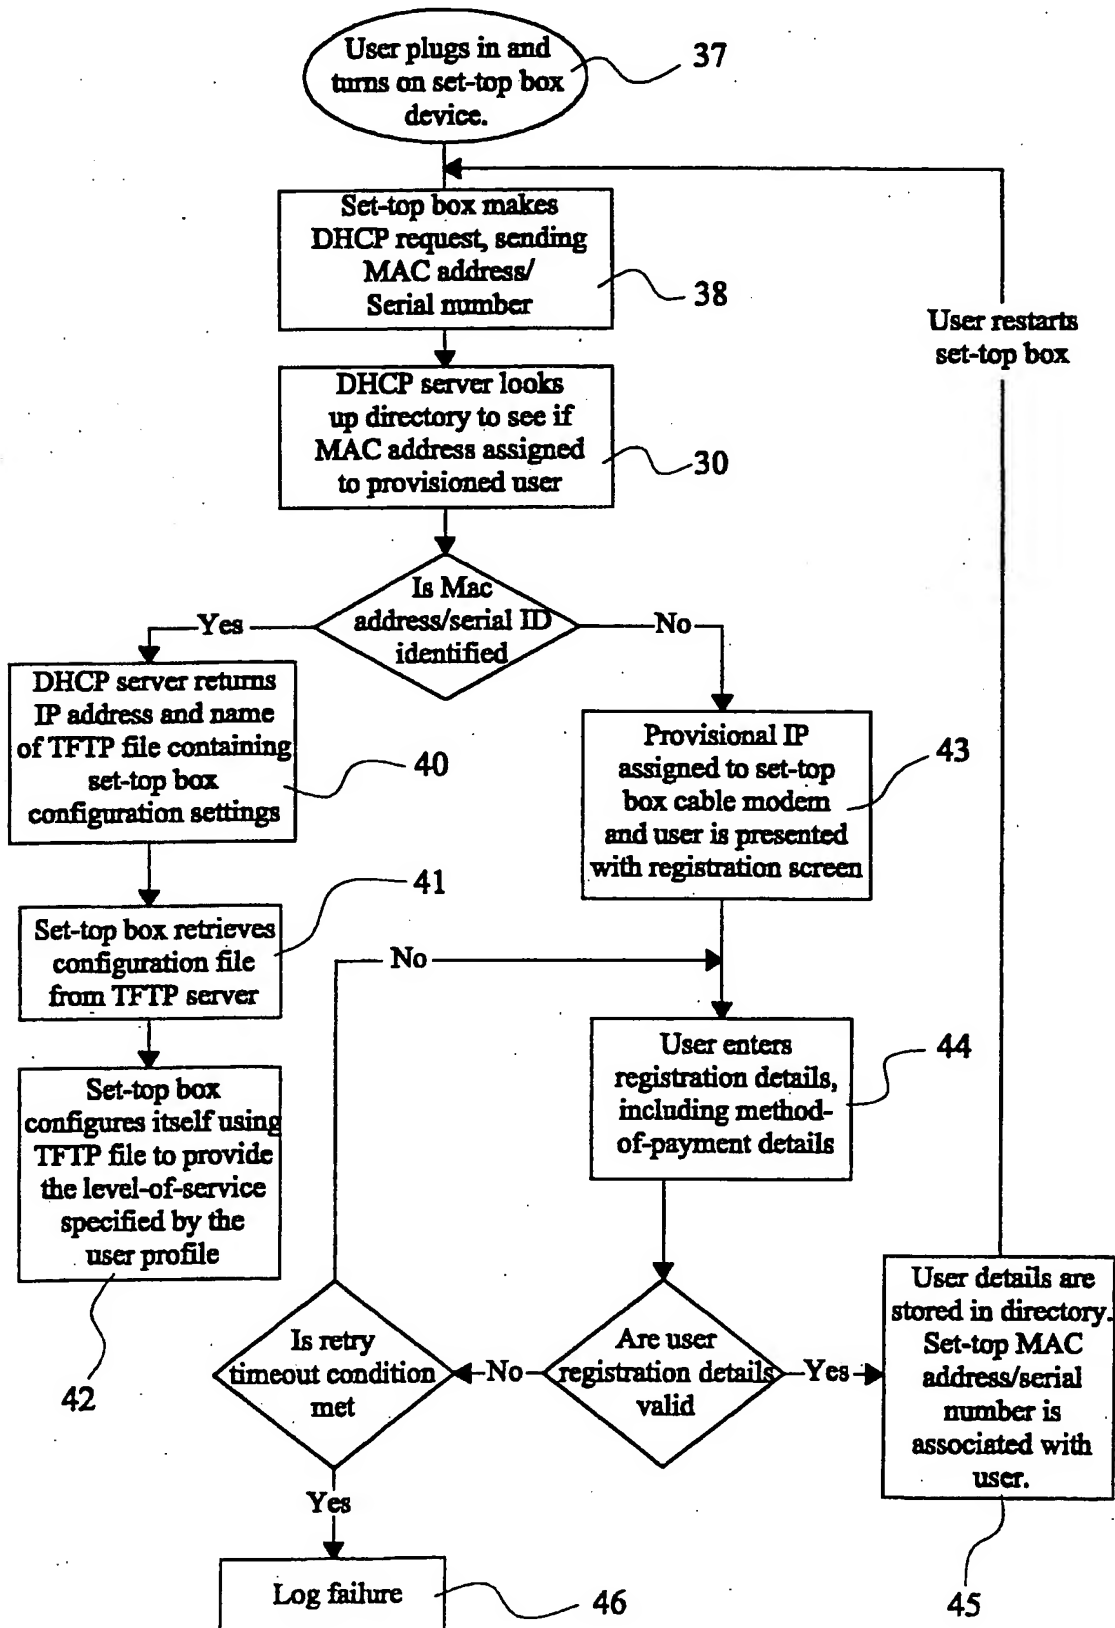 User plugs in and
turns on set-top box
device.
37
Set-top box makes
DHCP request, sending
MAC address/
Serial number
38
User restarts
set-top box
DHCP server looks
up directory to see if
MAC address assigned
to provisioned user
30
Is Mac
address/serial ID
identified
Yes
No
DHCP server returns
IP address and name
of TFTP file containing
set-top box
configuration settings
40
Provisional IP
assigned to set-top
box cable modem
and user is presented
with registration screen
43
41
Set-top box retrieves
configuration file
from TFTP server
No
User enters
registration details,
including method-
of-payment details
44
Set-top box
configures itself using
TFTP file to provide
the level-of-service
specified by the
user profile
42
Is retry
timeout condition
met
No
Are user
registration details
valid
Yes
User details are
stored in directory.
Set-top MAC
address/serial
number is
associated with
user.
45
Yes
Log failure
46